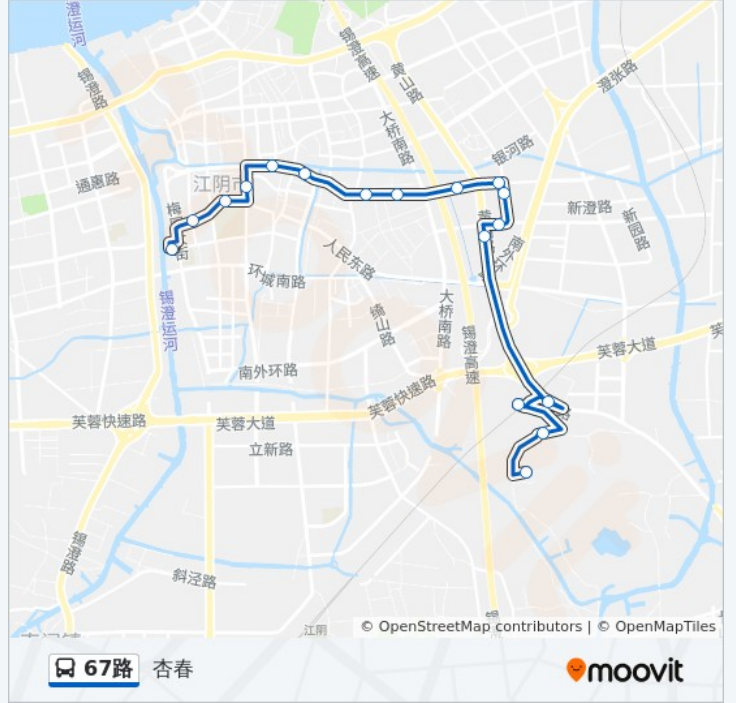 澄运河
锡澄路
锡澄高速
黄山路
澄张路
大桥南路
银河路
通惠路
江阴市
新澄路
新园路
人民东路
环城南路
锡澄运河
绮山路
大桥南路
锡澄高速
芙蓉大道
南外环路
芙蓉快速路
芙蓉快速路
芙蓉大道
立新路
锡澄路
斜泾路
江阴
© OpenStreetMap contributors | © OpenMapTiles
67路 杏春
moovit